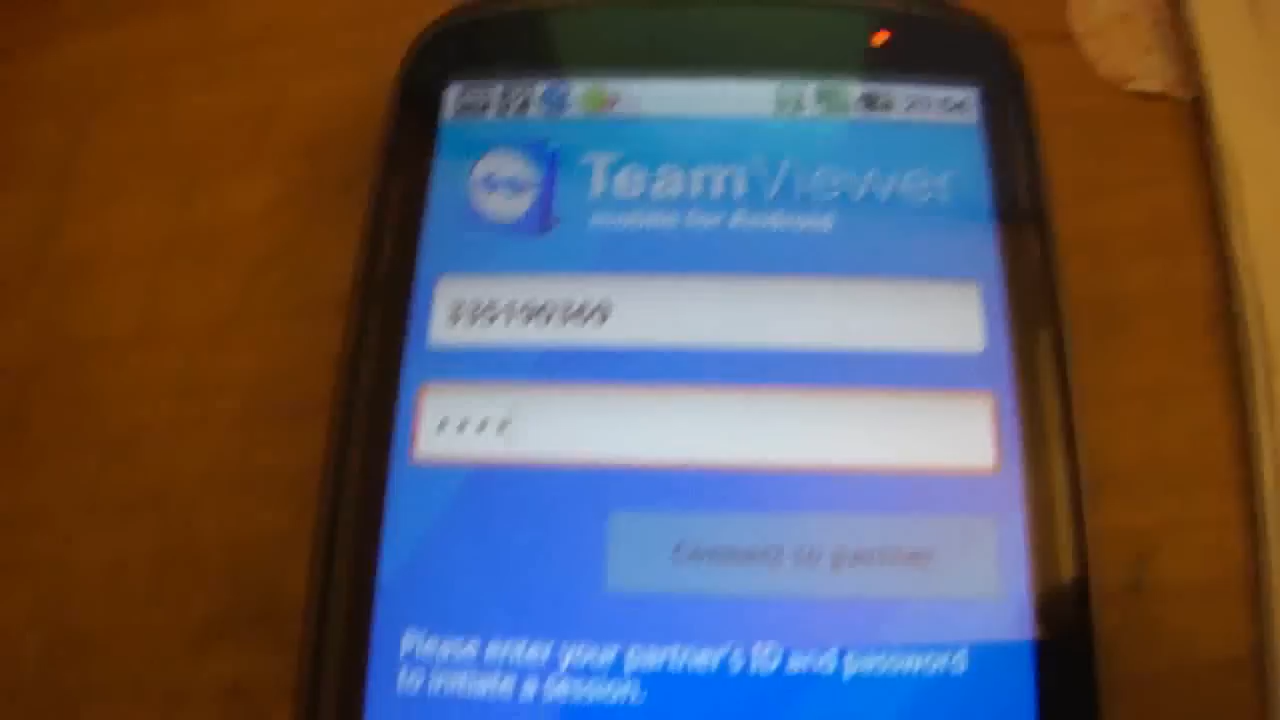 TeamViewer
mobile for Android
Connect to partner
Please enter your partner's ID and password
to initiate a session.